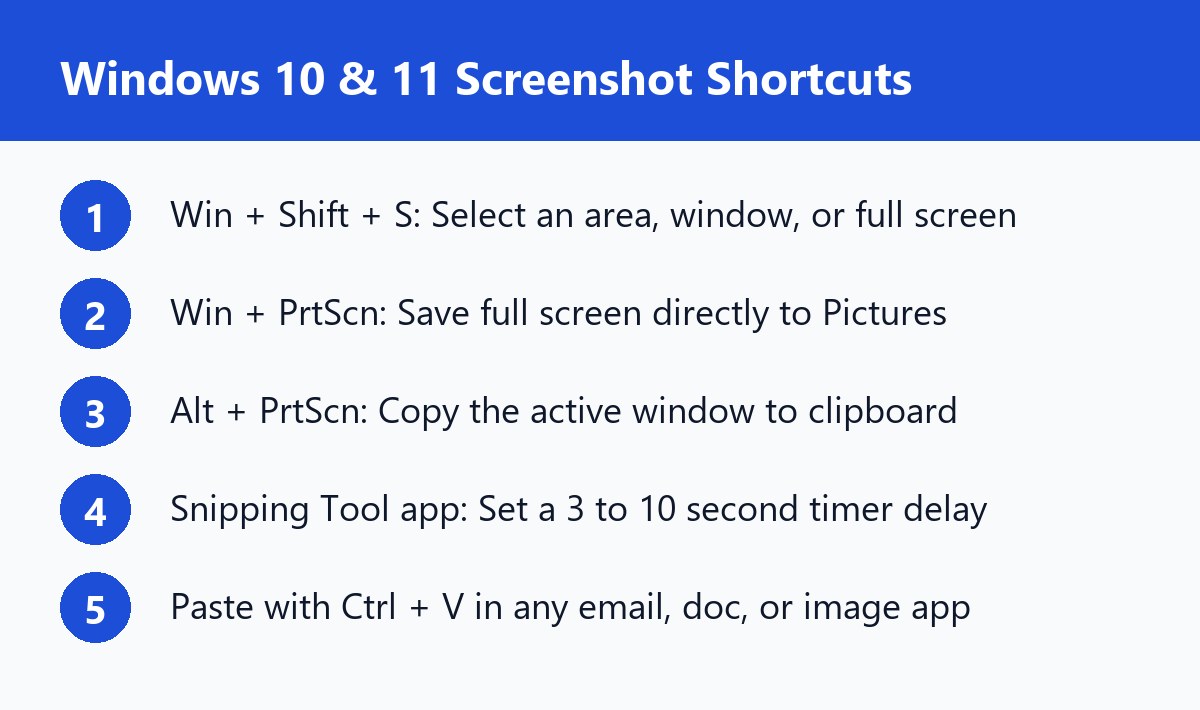 Windows 10 & 11 Screenshot Shortcuts
1 Win + Shift + S: Select an area, window, or full screen
2 Win + PrtScn: Save full screen directly to Pictures
3 Alt + PrtScn: Copy the active window to clipboard
4 Snipping Tool app: Set a 3 to 10 second timer delay
5 Paste with Ctrl + V in any email, doc, or image app